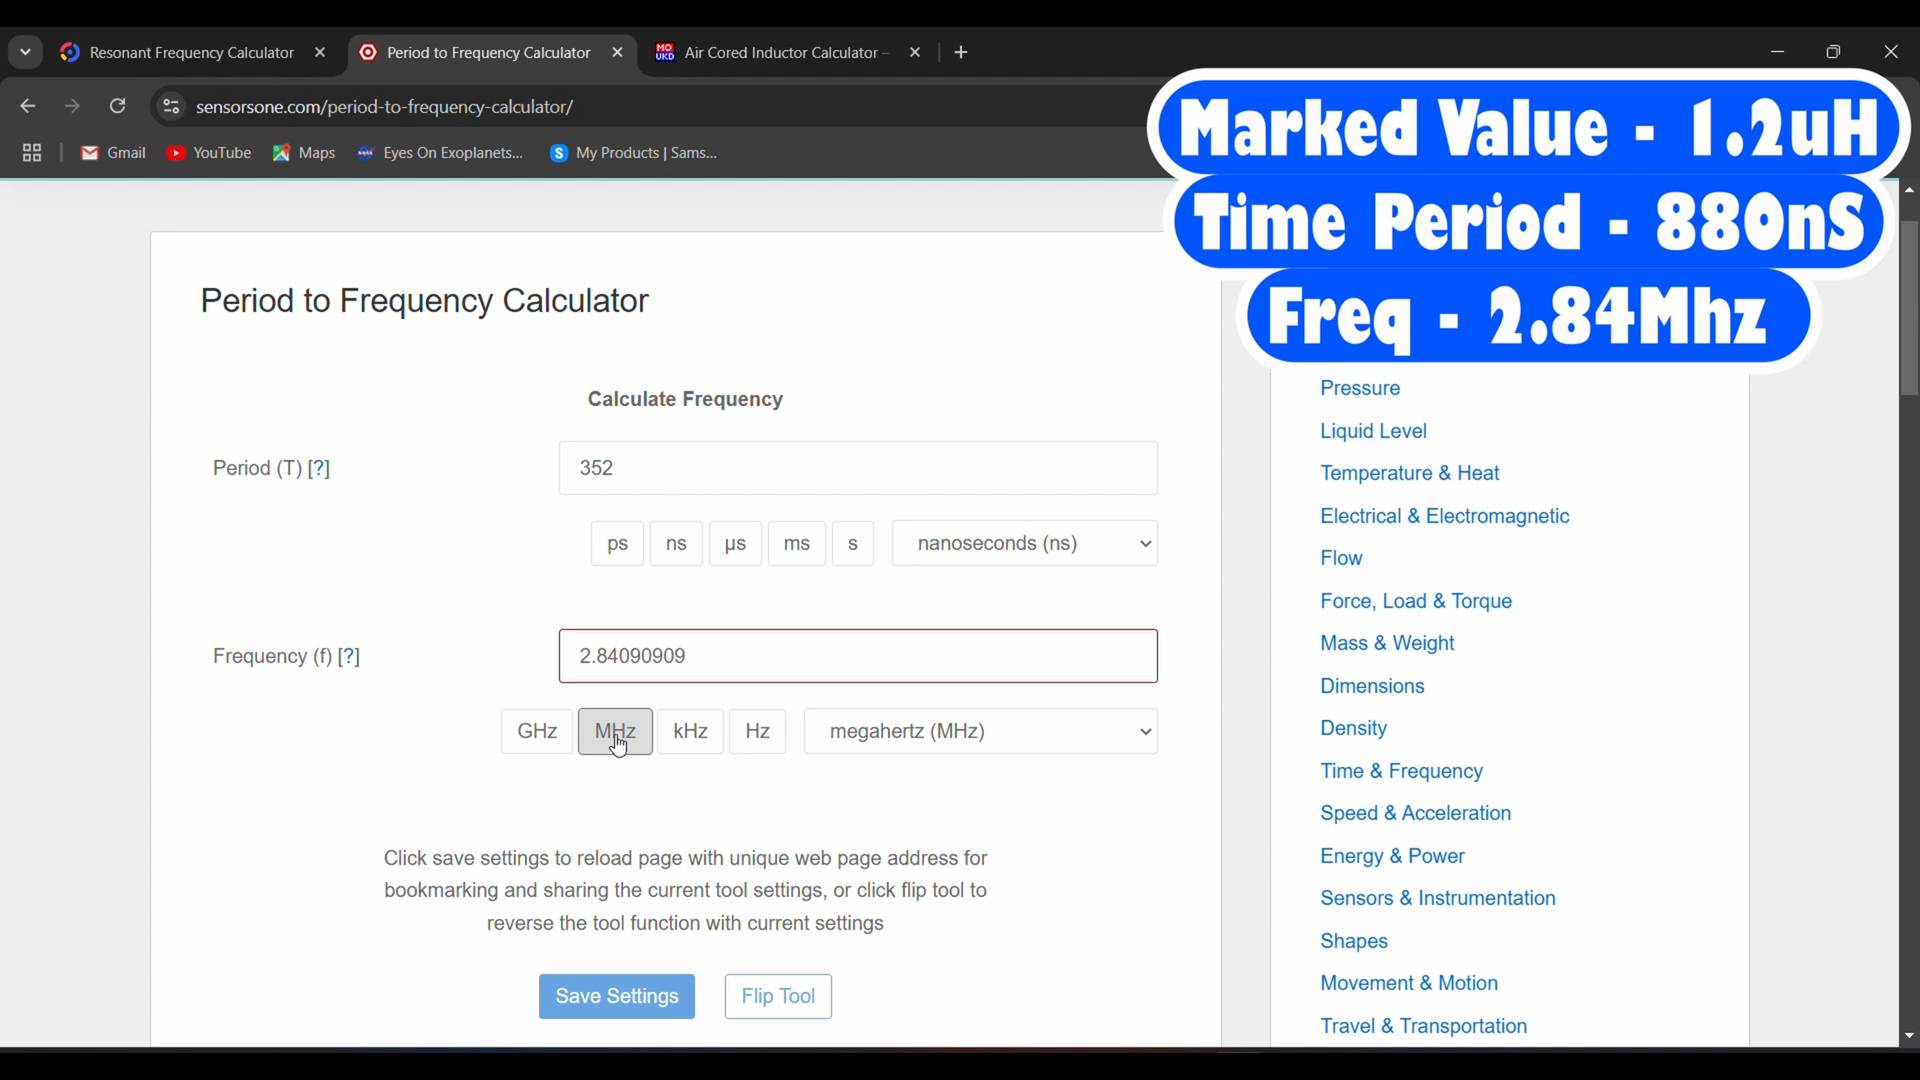 Resonant Frequency Calculator
Period to Frequency Calculator
Air Cored Inductor Calculator -
sensorsone.com/period-to-frequency-calculator/
Gmail
YouTube
Maps
Eyes On Exoplanets...
My Products | Sams...
Marked Value - 1.2uH
Time Period - 880nS
Freq - 2.84Mhz
Period to Frequency Calculator
Calculate Frequency
Period (T) [?]
352
ps
ns
µs
ms
s
nanoseconds (ns)
Frequency (f) [?]
2.84090909
GHz
MHz
kHz
Hz
megahertz (MHz)
Click save settings to reload page with unique web page address for
bookmarking and sharing the current tool settings, or click flip tool to
reverse the tool function with current settings
Save Settings
Flip Tool
Pressure
Liquid Level
Temperature & Heat
Electrical & Electromagnetic
Flow
Force, Load & Torque
Mass & Weight
Dimensions
Density
Time & Frequency
Speed & Acceleration
Energy & Power
Sensors & Instrumentation
Shapes
Movement & Motion
Travel & Transportation